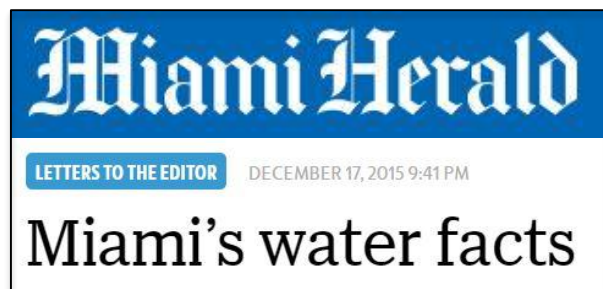 Miami Herald
LETTERS TO THE EDITOR DECEMBER 17, 2015 9:41 PM
Miami's water facts